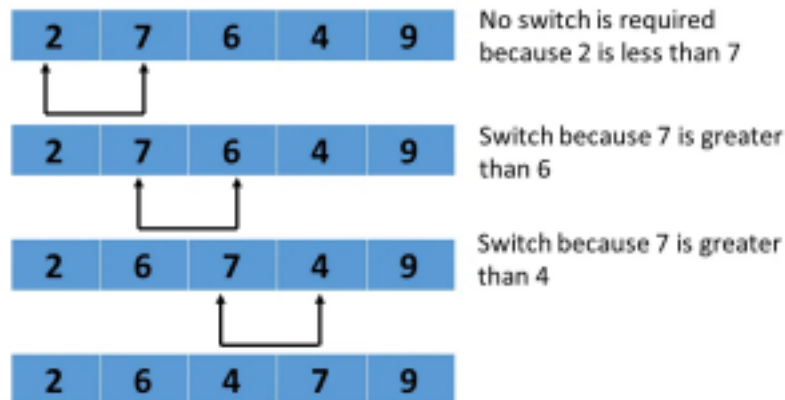 2 7 6 4 9
No switch is required
because 2 is less than 7
2 7 6 4 9
Switch because 7 is greater
than 6
2 6 7 4 9
Switch because 7 is greater
than 4
2 6 4 7 9